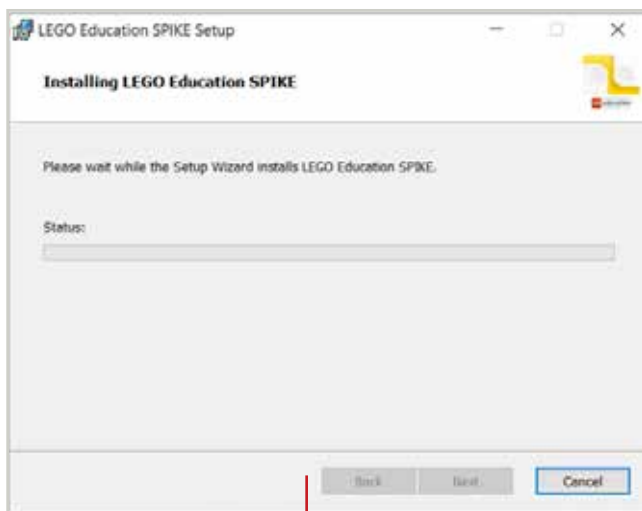 LEGO Education SPIKE Setup
Installing LEGO Education SPIKE
Please wait while the Setup Wizard installs LEGO Education SPIKE.
Status:
Back Next Cancel